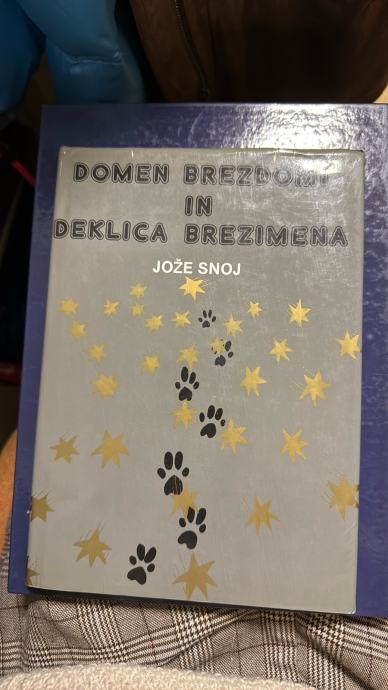 DOMEN BREZDOMI
IN
DEKLICA BREZIMENA
JOŽE SNOJ